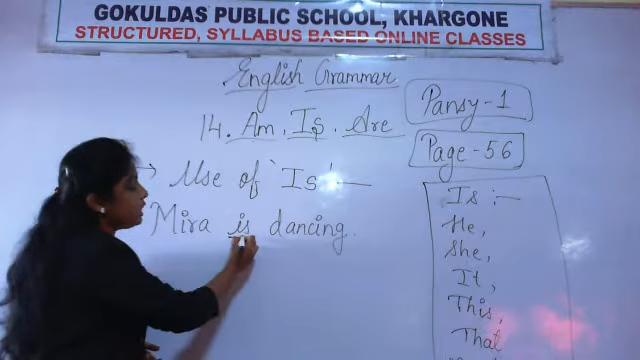 GOKULDAS PUBLIC SCHOOL, KHARGONE
STRUCTURED, SYLLABUS BASED ONLINE CLASSES
English Grammar
14. Am, Is, Are
Pansy-1
Page-56
→ Use of 'Is' :—
Mira is dancing.
Is :—
He,
She,
It,
This,
That